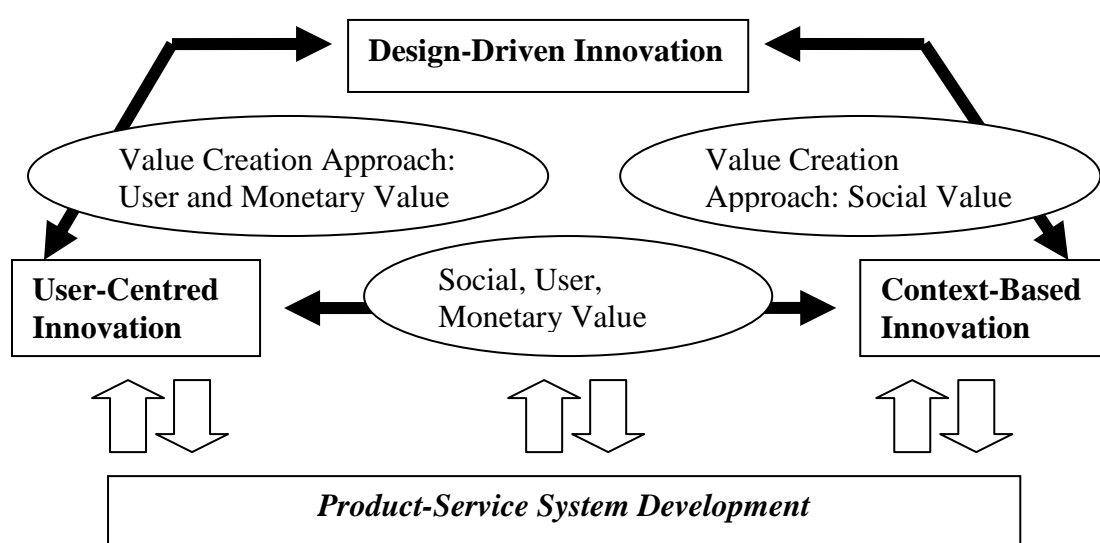 Design-Driven Innovation
Value Creation Approach:
User and Monetary Value
Value Creation
Approach: Social Value
User-Centred
Innovation
Social, User,
Monetary Value
Context-Based
Innovation
Product-Service System Development